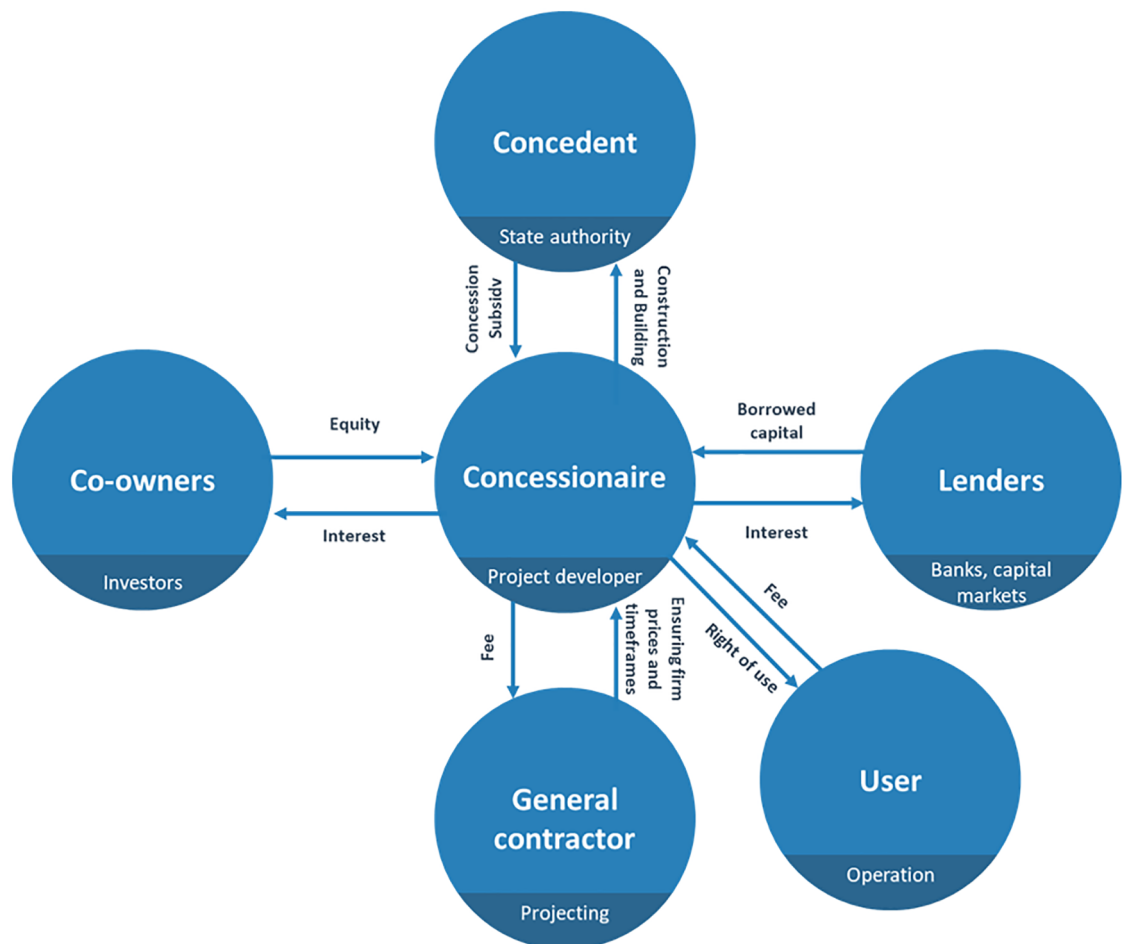 Concedent
State authority
Concession
Subsidv
Construction
and Building
Equity
Borrowed
capital
Co-owners
Concessionaire
Lenders
Interest
Interest
Investors
Project developer
Banks, capital
markets
Fee
Ensuring firm
prices and
timeframes
Fee
Right of use
General
contractor
User
Operation
Projecting